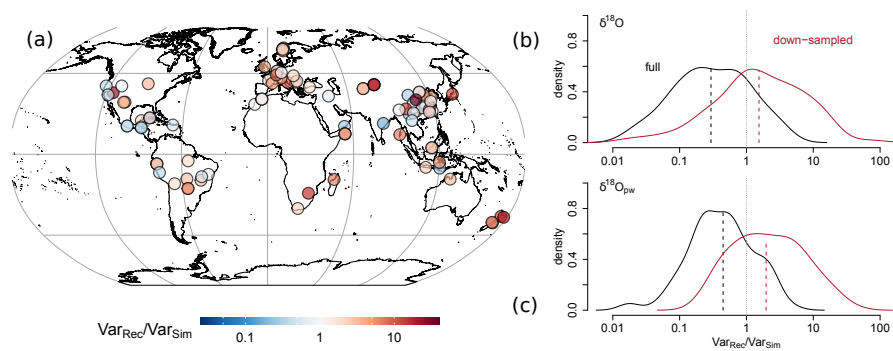 (a)
Var_Rec/Var_Sim
0.1
1
10
(b)
δ¹⁸O
full
down−sampled
density
0.0
0.4
0.8
0.01
0.1
1
10
100
(c)
δ¹⁸O_pw
density
0.0
0.4
0.8
0.01
0.1
1
10
100
Var_Rec/Var_Sim